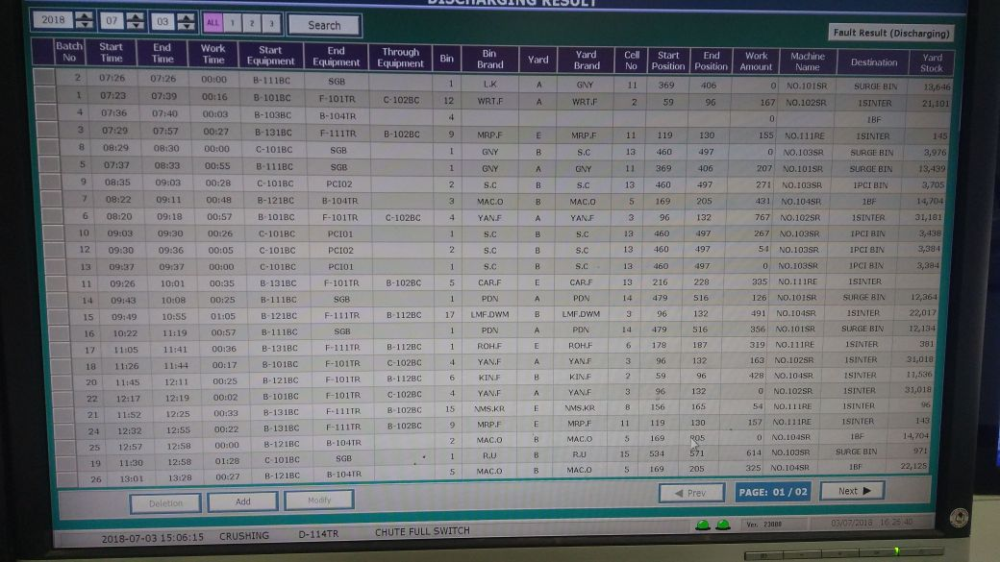 DISCHARGING RESULT
2018 07 03 ALL 1 2 3 Search
Fault Result (Discharging)
Batch No Start Time End Time Work Time Start Equipment End Equipment Through Equipment Bin Bin Brand Yard Yard Brand Cell No Start Position End Position Work Amount Machine Name Destination Yard Stock
2 07:26 07:26 00:00 B-111BC SGB 1 L.K A GNY 11 369 406 0 NO.101SR SURGE BIN 13,646
1 07:23 07:39 00:16 B-101BC F-101TR C-102BC 12 WRT.F A WRT.F 2 59 96 167 NO.102SR 1SINTER 21,101
4 07:36 07:40 00:03 B-103BC B-104TR 4 0 1BF
3 07:29 07:57 00:27 B-131BC F-111TR B-102BC 9 MRP.F E MRP.F 11 119 130 155 NO.111RE 1SINTER 145
8 08:29 08:30 00:00 C-101BC SGB 1 GNY B S.C 13 460 497 0 NO.103SR SURGE BIN 3,976
5 07:37 08:33 00:55 B-111BC SGB 1 GNY A GNY 11 369 406 207 NO.101SR SURGE BIN 13,439
9 08:35 09:03 00:28 C-101BC PCI02 2 S.C B S.C 13 460 497 271 NO.103SR 1PCI BIN 3,705
7 08:22 09:11 00:48 B-121BC B-104TR 3 MAC.O B MAC.O 5 169 205 431 NO.104SR 1BF 14,704
6 08:20 09:18 00:57 B-101BC F-101TR C-102BC 4 YAN.F A YAN.F 3 96 132 767 NO.102SR 1SINTER 31,181
10 09:03 09:30 00:26 C-101BC PCI01 1 S.C B S.C 13 460 497 267 NO.103SR 1PCI BIN 3,438
12 09:30 09:36 00:05 C-101BC PCI02 2 S.C B S.C 13 460 497 54 NO.103SR 1PCI BIN 3,384
13 09:37 09:37 00:00 C-101BC PCI01 1 S.C B S.C 13 460 497 0 NO.103SR 1PCI BIN 3,384
11 09:26 10:01 00:35 B-131BC F-101TR B-102BC 5 CAR.F E CAR.F 13 216 228 335 NO.111RE 1SINTER
14 09:43 10:08 00:25 B-111BC SGB 1 PDN A PDN 14 479 516 126 NO.101SR SURGE BIN 12,364
15 09:49 10:55 01:05 B-121BC F-111TR B-112BC 17 LMF.DWM B LMF.DWM 3 96 132 491 NO.104SR 1SINTER 22,017
16 10:22 11:19 00:57 B-111BC SGB 1 PDN A PDN 14 479 516 356 NO.101SR SURGE BIN 12,134
17 11:05 11:41 00:36 B-131BC F-111TR B-112BC 1 ROH.F E ROH.F 6 178 187 319 NO.111RE 1SINTER 381
18 11:26 11:44 00:17 B-101BC F-101TR C-102BC 4 YAN.F A YAN.F 3 96 132 163 NO.102SR 1SINTER 31,018
20 11:45 12:11 00:25 B-121BC F-101TR B-112BC 6 KIN.F B KIN.F 2 59 96 428 NO.104SR 1SINTER 11,536
22 12:17 12:19 00:02 B-101BC F-101TR C-102BC 4 YAN.F A YAN.F 3 96 132 0 NO.102SR 1SINTER 31,018
21 11:52 12:25 00:33 B-131BC F-111TR B-102BC 15 NMS.KR E NMS.KR 8 156 165 54 NO.111RE 1SINTER 96
24 12:32 12:55 00:22 B-131BC F-111TR B-102BC 9 MRP.F E MRP.F 11 119 130 157 NO.111RE 1SINTER 143
25 12:57 12:58 00:00 B-121BC B-104TR 2 MAC.O B MAC.O 5 169 205 0 NO.104SR 1BF 14,704
19 11:30 12:58 01:28 C-101BC SGB 1 R.U B R.U 15 534 571 614 NO.103SR SURGE BIN 971
26 13:01 13:28 00:27 B-121BC B-104TR 5 MAC.O B MAC.O 5 169 205 325 NO.104SR 1BF 22,125
Deletion Add Modify ◀ Prev PAGE: 01 / 02 Next ▶
2018-07-03 15:06:15 CRUSHING D-114TR CHUTE FULL SWITCH Ver. 23080 03/07/2018 16:26:40